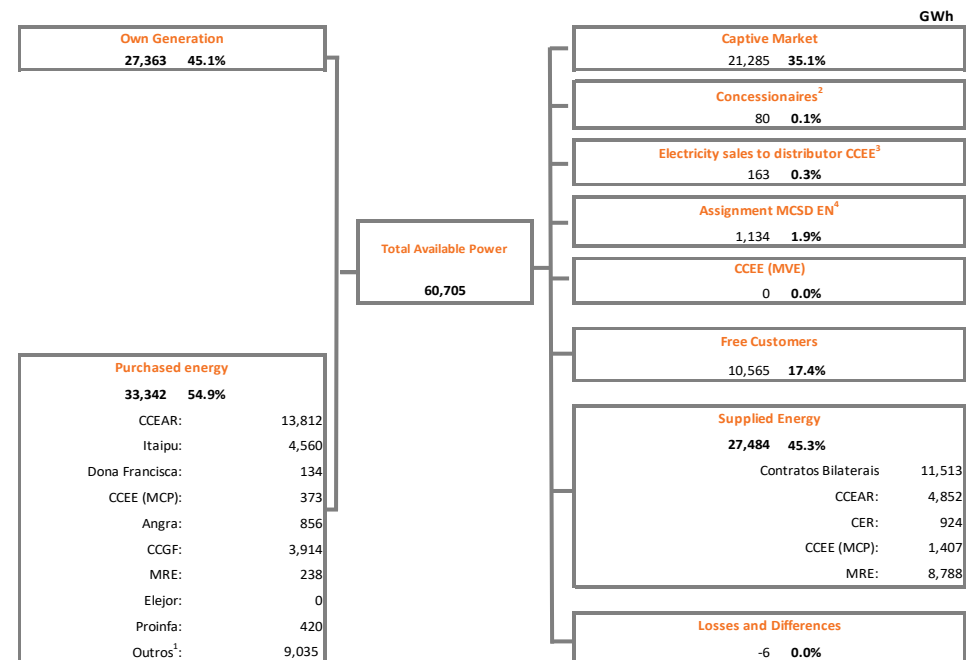 GWh
Own Generation
27,363 45.1%
Purchased energy
33,342 54.9%
CCEAR: 13,812
Itaipu: 4,560
Dona Francisca: 134
CCEE (MCP): 373
Angra: 856
CCGF: 3,914
MRE: 238
Elejor: 0
Proinfa: 420
Outros¹: 9,035
Total Available Power
60,705
Captive Market
21,285 35.1%
Concessionaires²
80 0.1%
Electricity sales to distributor CCEE³
163 0.3%
Assignment MCSD EN⁴
1,134 1.9%
CCEE (MVE)
0 0.0%
Free Customers
10,565 17.4%
Supplied Energy
27,484 45.3%
Contratos Bilaterais 11,513
CCEAR: 4,852
CER: 924
CCEE (MCP): 1,407
MRE: 8,788
Losses and Differences
-6 0.0%